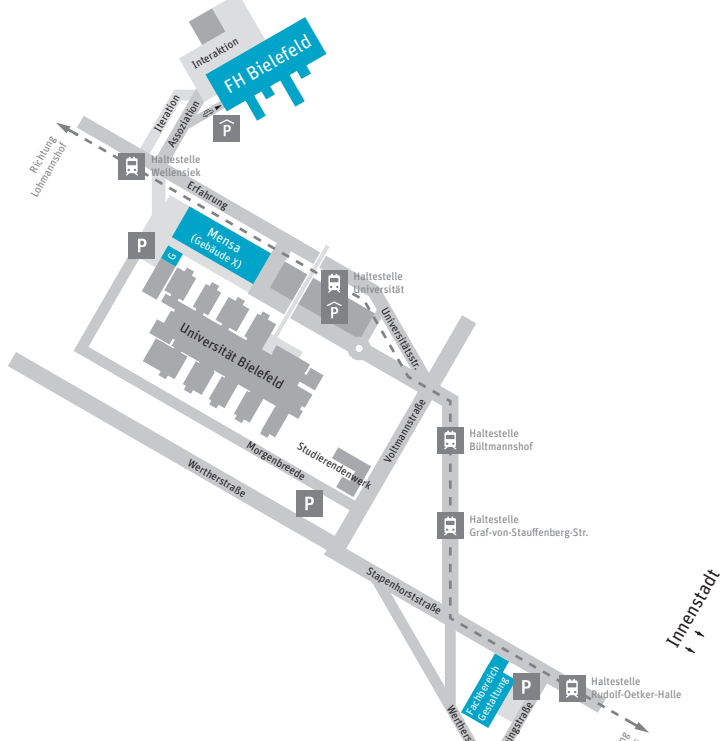 Interaktion
FH Bielefeld
Iteration
Assoziation
P
Richtung
Lohmannshof
Haltestelle
Wellensiek
Erfahrung
P
Mensa
(Gebäude X)
G
Haltestelle
Universität
P
Universitätsstr.
Universität Bielefeld
Voltmannstraße
Haltestelle
Bültmannshof
Studierendenwerk
Morgenbreede
Wertherstraße
P
Haltestelle
Graf-von-Stauffenberg-Str.
Stapenhorststraße
Innenstadt
Fachbereich
Gestaltung
P
Haltestelle
Rudolf-Oetker-Halle